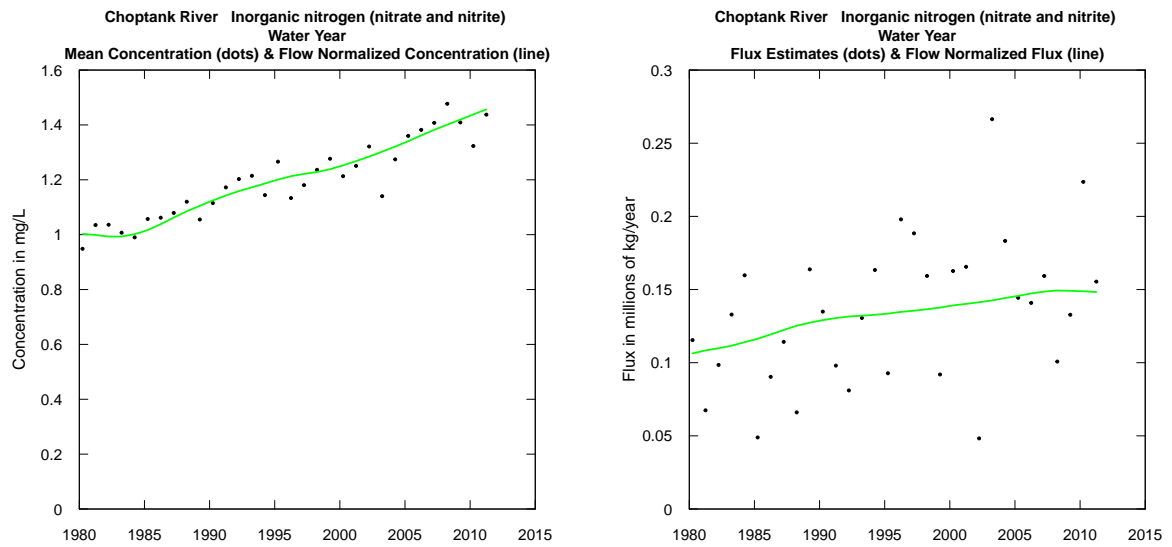 Choptank River   Inorganic nitrogen (nitrate and nitrite)
Water Year
Mean Concentration (dots) & Flow Normalized Concentration (line)
Concentration in mg/L
1.6
1.4
1.2
1
0.8
0.6
0.4
0.2
0
1980 1985 1990 1995 2000 2005 2010 2015
Choptank River   Inorganic nitrogen (nitrate and nitrite)
Water Year
Flux Estimates (dots) & Flow Normalized Flux (line)
Flux in millions of kg/year
0.3
0.25
0.2
0.15
0.1
0.05
0
1980 1985 1990 1995 2000 2005 2010 2015